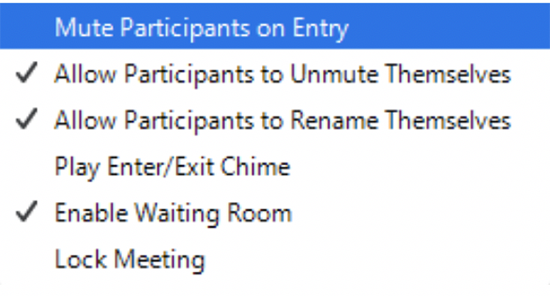 Mute Participants on Entry
✓ Allow Participants to Unmute Themselves
✓ Allow Participants to Rename Themselves
Play Enter/Exit Chime
✓ Enable Waiting Room
Lock Meeting